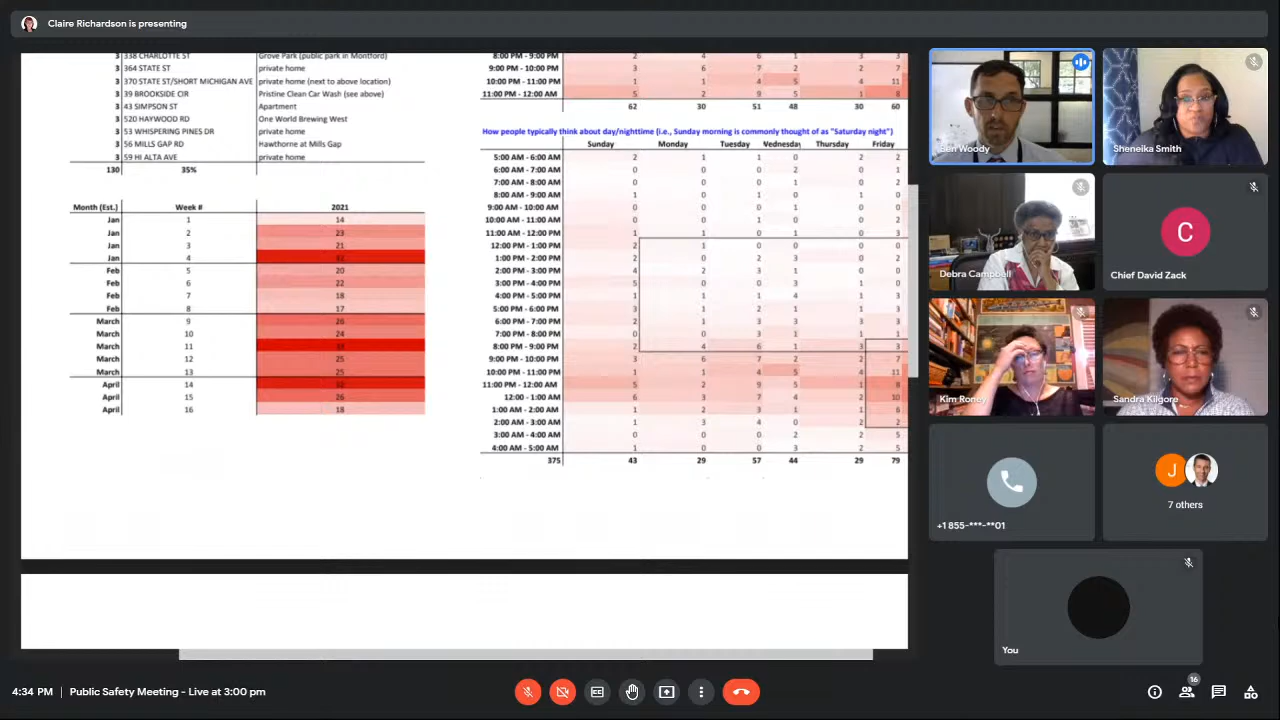 Claire Richardson is presenting
3 338 CHARLOTTE ST Grove Park (public park in Montford)
3 364 STATE ST private home
3 370 STATE ST/SHORT MICHIGAN AVE private home (next to above location)
3 39 BROOKSIDE CIR Pristine Clean Car Wash (see above)
3 43 SIMPSON ST Apartment
3 520 HAYWOOD RD One World Brewing West
3 53 WHISPERING PINES DR private home
3 56 MILLS GAP RD Hawthorne at Mills Gap
3 59 HI ALTA AVE private home
130 35%
Month (Est.) Week # 2021
Jan 1 14
Jan 2 23
Jan 3 21
Jan 4
Feb 5 20
Feb 6 22
Feb 7 18
Feb 8 17
March 9 26
March 10 24
March 11
March 12 25
March 13 25
April 14
April 15 26
April 16 18
8:00 PM - 9:00 PM 2 4 6 1 3 3
9:00 PM - 10:00 PM 3 6 7 2 2 7
10:00 PM - 11:00 PM 1 1 4 5 4 11
11:00 PM - 12:00 AM 5 2 9 5 1 8
62 30 51 48 30 60
How people typically think about day/nighttime (i.e., Sunday morning is commonly thought of as "Saturday night")
Sunday Monday Tuesday Wednesday Thursday Friday
5:00 AM - 6:00 AM 2 1 1 0 2 2
6:00 AM - 7:00 AM 0 0 0 2 0 1
7:00 AM - 8:00 AM 0 0 0 1 0 2
8:00 AM - 9:00 AM 1 0 1 0 1 0
9:00 AM - 10:00 AM 0 0 0 1 0 0
10:00 AM - 11:00 AM 0 0 1 0 0 2
11:00 AM - 12:00 AM 1 1 0 1 0 3
12:00 PM - 1:00 PM 2 1 0 0 0 0
1:00 PM - 2:00 PM 2 0 2 3 0 2
2:00 PM - 3:00 PM 4 2 3 1 0 0
3:00 PM - 4:00 PM 5 0 0 3 1 0
4:00 PM - 5:00 PM 1 1 1 4 1 3
5:00 PM - 6:00 PM 3 1 2 1 1 3
6:00 PM - 7:00 PM 2 1 3 3 3 3
7:00 PM - 8:00 PM 0 0 3 3 1 1
8:00 PM - 9:00 PM 2 4 6 1 3 3
9:00 PM - 10:00 PM 3 6 7 2 2 7
10:00 PM - 11:00 PM 1 1 4 5 4 11
11:00 PM - 12:00 AM 5 2 9 5 1 8
12:00 - 1:00 AM 6 3 7 4 2 10
1:00 AM - 2:00 AM 1 2 3 1 1 6
2:00 AM - 3:00 AM 1 3 4 0 2 2
3:00 AM - 4:00 AM 0 0 0 2 2 5
4:00 AM - 5:00 AM 1 0 0 3 2 5
375 43 29 57 44 29 79
Ben Woody
Sheneika Smith
Debra Campbell
C
Chief David Zack
Kim Roney
Sandra Kilgore
+1 855-***-**01
J
7 others
You
4:34 PM | Public Safety Meeting - Live at 3:00 pm
16